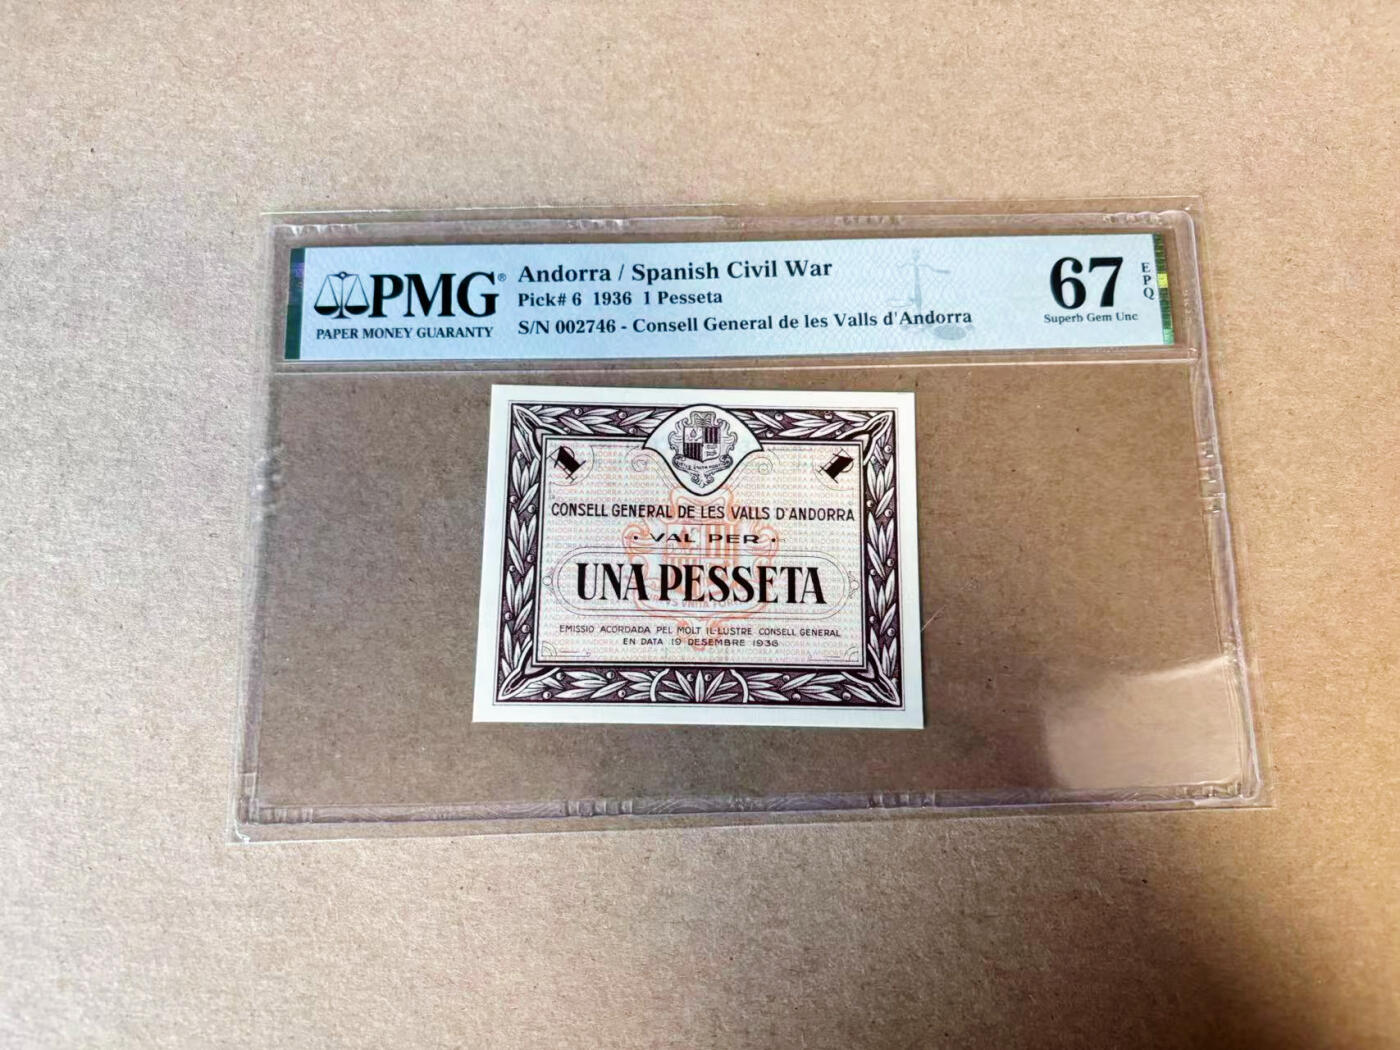 PMG®
PAPER MONEY GUARANTY
Andorra / Spanish Civil War
Pick# 6 1936 1 Pesseta
S/N 002746 - Consell General de les Valls d'Andorra
67
EPQ
Superb Gem Unc
1 1
CONSELL GENERAL DE LES VALLS D'ANDORRA
· VAL PER ·
UNA PESSETA
EMISSIO ACORDADA PEL MOLT IL·LUSTRE CONSELL GENERAL
EN DATA 19 DESEMBRE 1936